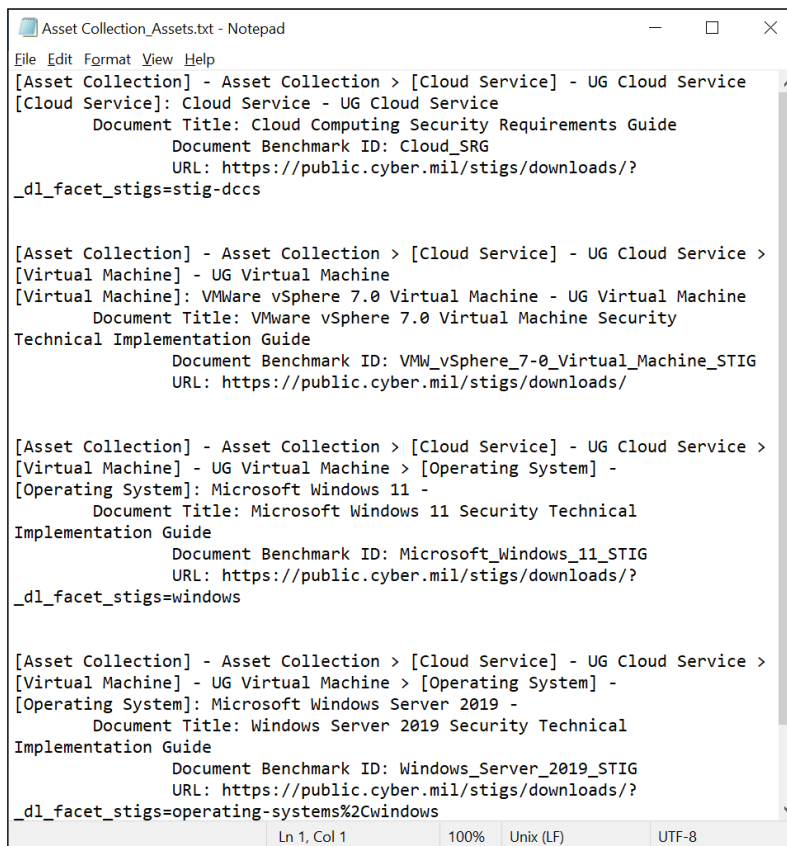 Asset Collection_Assets.txt - Notepad
File Edit Format View Help
[Asset Collection] - Asset Collection > [Cloud Service] - UG Cloud Service
[Cloud Service]: Cloud Service - UG Cloud Service
Document Title: Cloud Computing Security Requirements Guide
Document Benchmark ID: Cloud_SRG
URL: https://public.cyber.mil/stigs/downloads/?
_dl_facet_stigs=stig-dccs
[Asset Collection] - Asset Collection > [Cloud Service] - UG Cloud Service >
[Virtual Machine] - UG Virtual Machine
[Virtual Machine]: VMWare vSphere 7.0 Virtual Machine - UG Virtual Machine
Document Title: VMware vSphere 7.0 Virtual Machine Security
Technical Implementation Guide
Document Benchmark ID: VMW_vSphere_7-0_Virtual_Machine_STIG
URL: https://public.cyber.mil/stigs/downloads/
[Asset Collection] - Asset Collection > [Cloud Service] - UG Cloud Service >
[Virtual Machine] - UG Virtual Machine > [Operating System] -
[Operating System]: Microsoft Windows 11 -
Document Title: Microsoft Windows 11 Security Technical
Implementation Guide
Document Benchmark ID: Microsoft_Windows_11_STIG
URL: https://public.cyber.mil/stigs/downloads/?
_dl_facet_stigs=windows
[Asset Collection] - Asset Collection > [Cloud Service] - UG Cloud Service >
[Virtual Machine] - UG Virtual Machine > [Operating System] -
[Operating System]: Microsoft Windows Server 2019 -
Document Title: Windows Server 2019 Security Technical
Implementation Guide
Document Benchmark ID: Windows_Server_2019_STIG
URL: https://public.cyber.mil/stigs/downloads/?
_dl_facet_stigs=operating-systems%2Cwindows
Ln 1, Col 1 100% Unix (LF) UTF-8